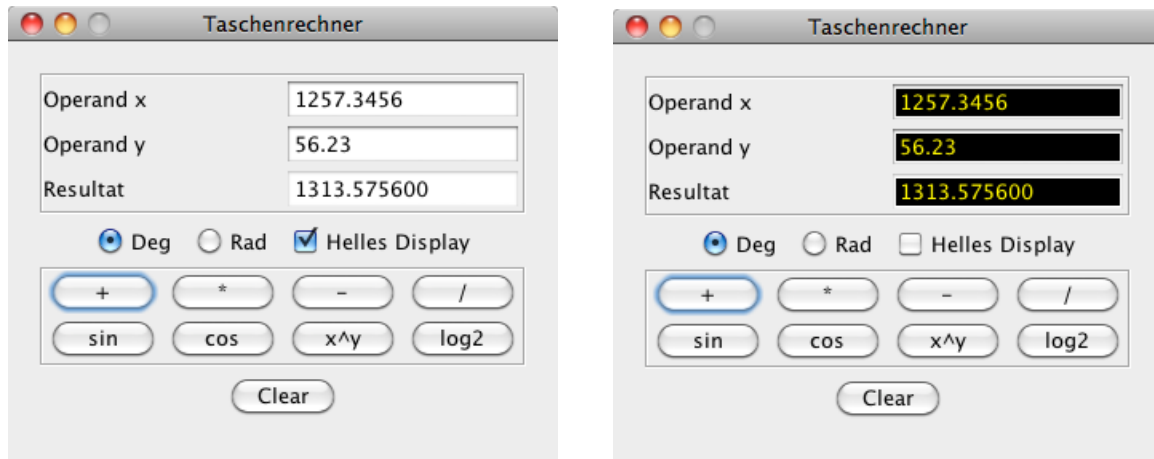 Taschenrechner
Operand x 1257.3456
Operand y 56.23
Resultat 1313.575600
Deg Rad Helles Display
+ * - /
sin cos x^y log2
Clear
Taschenrechner
Operand x 1257.3456
Operand y 56.23
Resultat 1313.575600
Deg Rad Helles Display
+ * - /
sin cos x^y log2
Clear